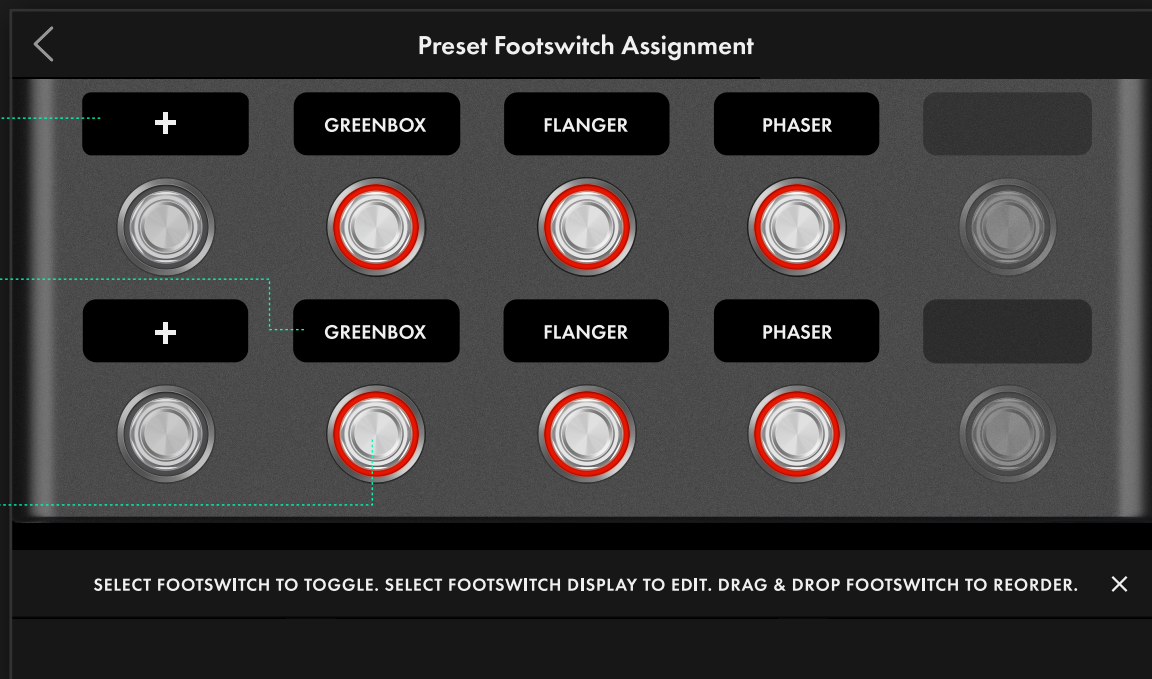 Preset Footswitch Assignment
+ GREENBOX FLANGER PHASER
+ GREENBOX FLANGER PHASER
SELECT FOOTSWITCH TO TOGGLE. SELECT FOOTSWITCH DISPLAY TO EDIT. DRAG & DROP FOOTSWITCH TO REORDER.